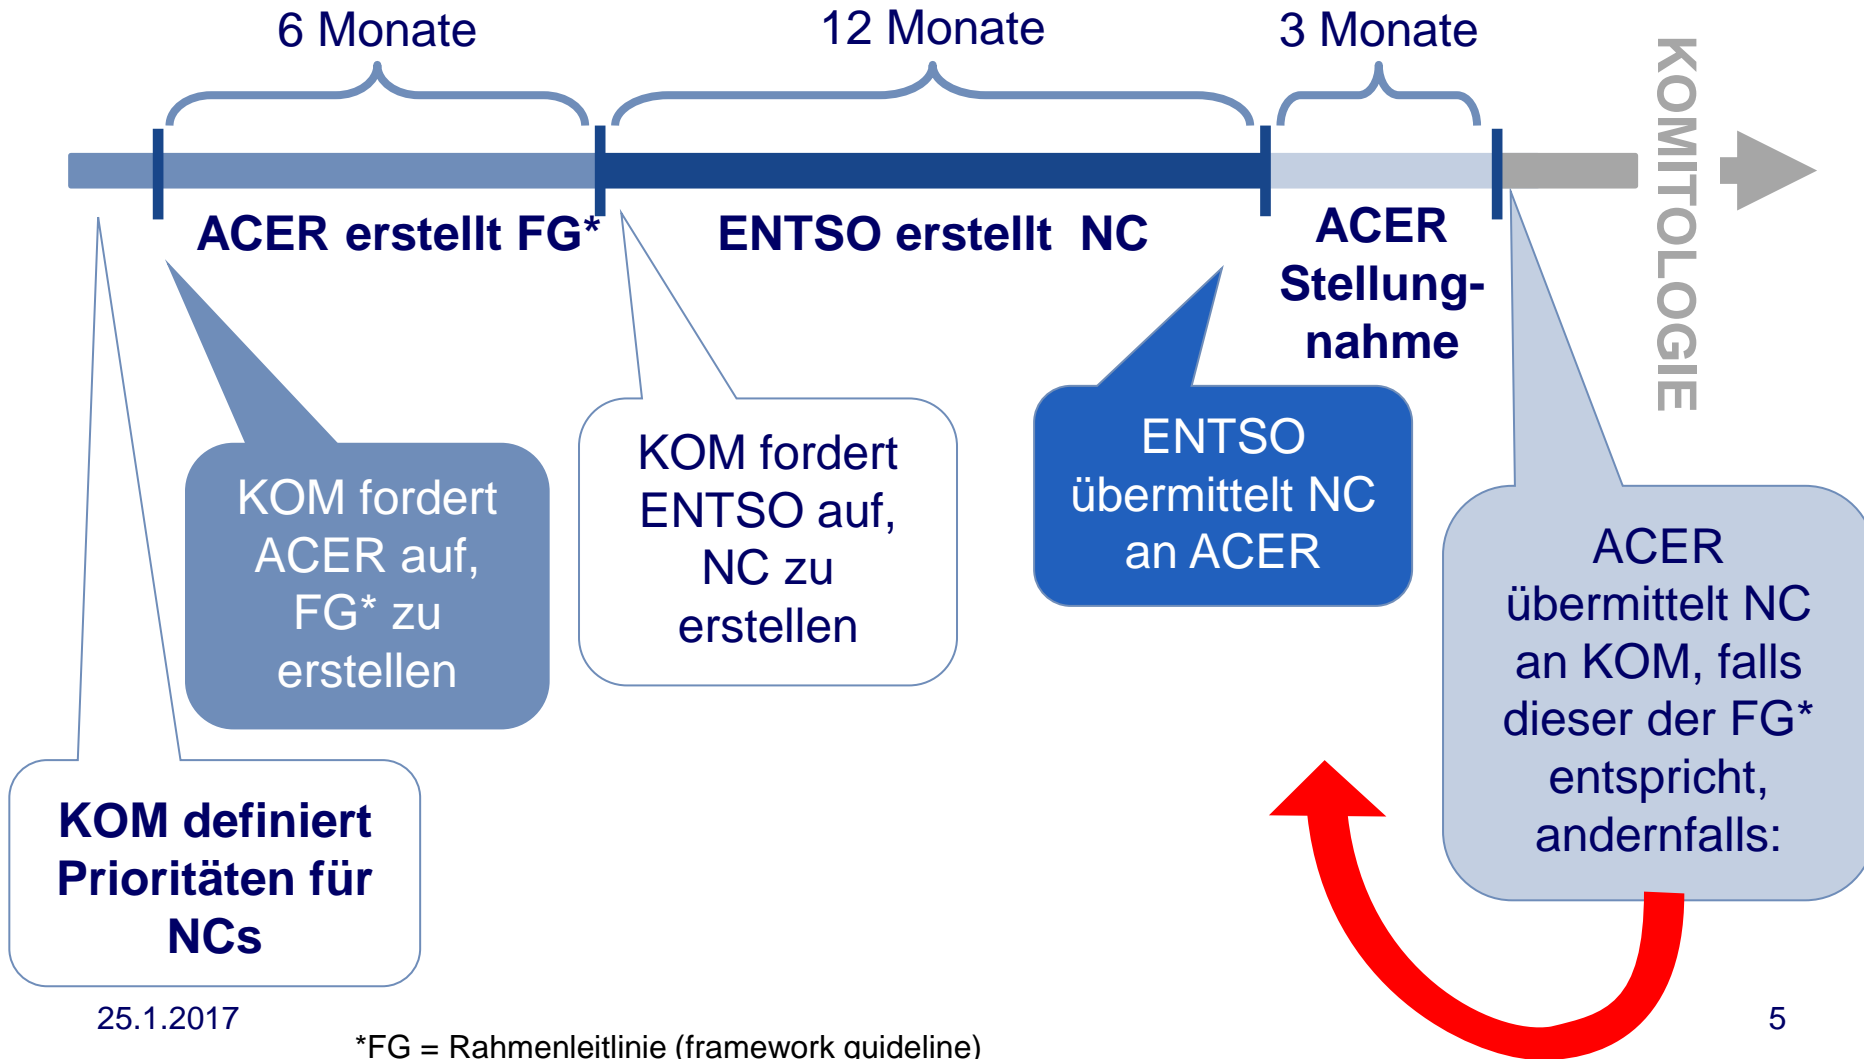 6 Monate
12 Monate
3 Monate
KOMITOLOGIE
ACER erstellt FG*
ENTSO erstellt  NC
ACER
Stellung-
nahme
KOM definiert
Prioritäten für
NCs
KOM fordert
ACER auf,
FG* zu
erstellen
KOM fordert
ENTSO auf,
NC zu
erstellen
ENTSO
übermittelt NC
an ACER
ACER
übermittelt NC
an KOM, falls
dieser der FG*
entspricht,
andernfalls:
25.1.2017
5
*FG = Rahmenleitlinie (framework guideline)